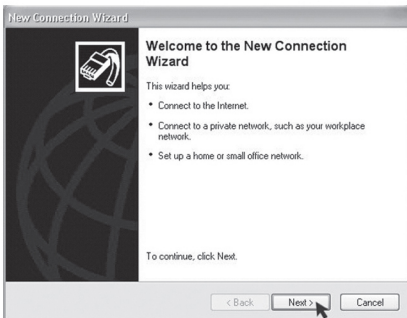 New Connection Wizard
Welcome to the New Connection
Wizard
This wizard helps you:
• Connect to the Internet.
• Connect to a private network, such as your workplace
network.
• Set up a home or small office network.
To continue, click Next.
< Back Next > Cancel